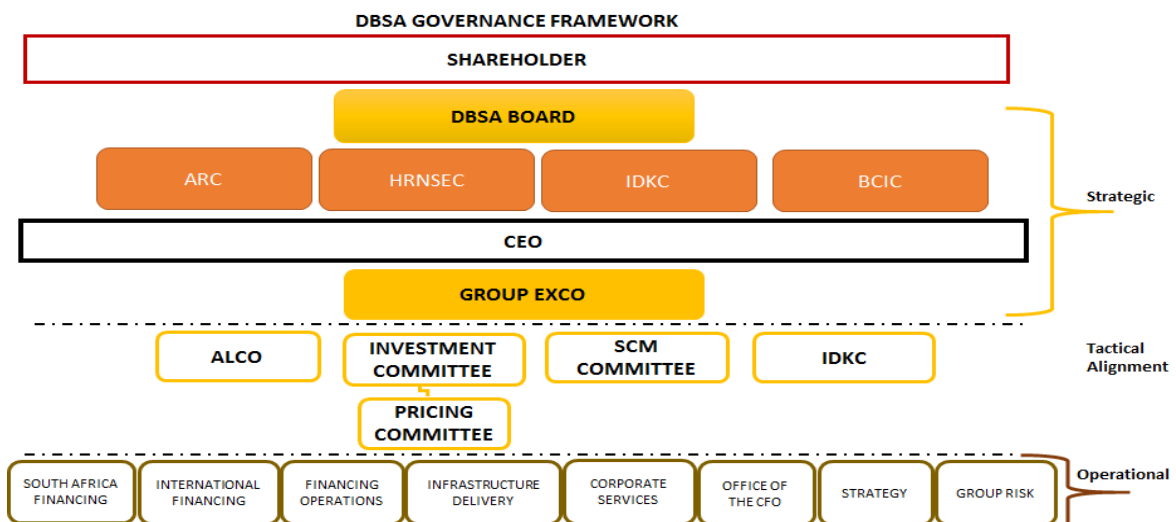 DBSA GOVERNANCE FRAMEWORK
SHAREHOLDER
DBSA BOARD
ARC
HRNSEC
IDKC
BCIC
Strategic
CEO
GROUP EXCO
ALCO
INVESTMENT
COMMITTEE
SCM
COMMITTEE
IDKC
Tactical
Alignment
PRICING
COMMITTEE
Operational
SOUTH AFRICA
FINANCING
INTERNATIONAL
FINANCING
FINANCING
OPERATIONS
INFRASTRUCTURE
DELIVERY
CORPORATE
SERVICES
OFFICE OF
THE CFO
STRATEGY
GROUP RISK